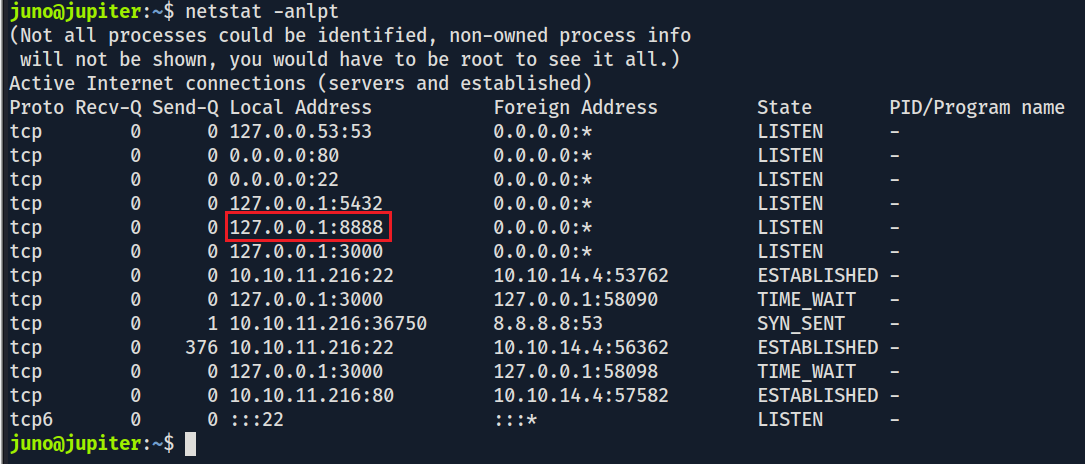 juno@jupiter:~$ netstat -anlpt
(Not all processes could be identified, non-owned process info
 will not be shown, you would have to be root to see it all.)
Active Internet connections (servers and established)
Proto Recv-Q Send-Q Local Address           Foreign Address         State       PID/Program name
tcp        0      0 127.0.0.53:53           0.0.0.0:*               LISTEN      -
tcp        0      0 0.0.0.0:80              0.0.0.0:*               LISTEN      -
tcp        0      0 0.0.0.0:22              0.0.0.0:*               LISTEN      -
tcp        0      0 127.0.0.1:5432          0.0.0.0:*               LISTEN      -
tcp        0      0 127.0.0.1:8888          0.0.0.0:*               LISTEN      -
tcp        0      0 127.0.0.1:3000          0.0.0.0:*               LISTEN      -
tcp        0      0 10.10.11.216:22         10.10.14.4:53762        ESTABLISHED -
tcp        0      0 127.0.0.1:3000          127.0.0.1:58090         TIME_WAIT   -
tcp        0      1 10.10.11.216:36750      8.8.8.8:53              SYN_SENT    -
tcp        0    376 10.10.11.216:22         10.10.14.4:56362        ESTABLISHED -
tcp        0      0 127.0.0.1:3000          127.0.0.1:58098         TIME_WAIT   -
tcp        0      0 10.10.11.216:80         10.10.14.4:57582        ESTABLISHED -
tcp6       0      0 :::22                   :::*                    LISTEN      -
juno@jupiter:~$